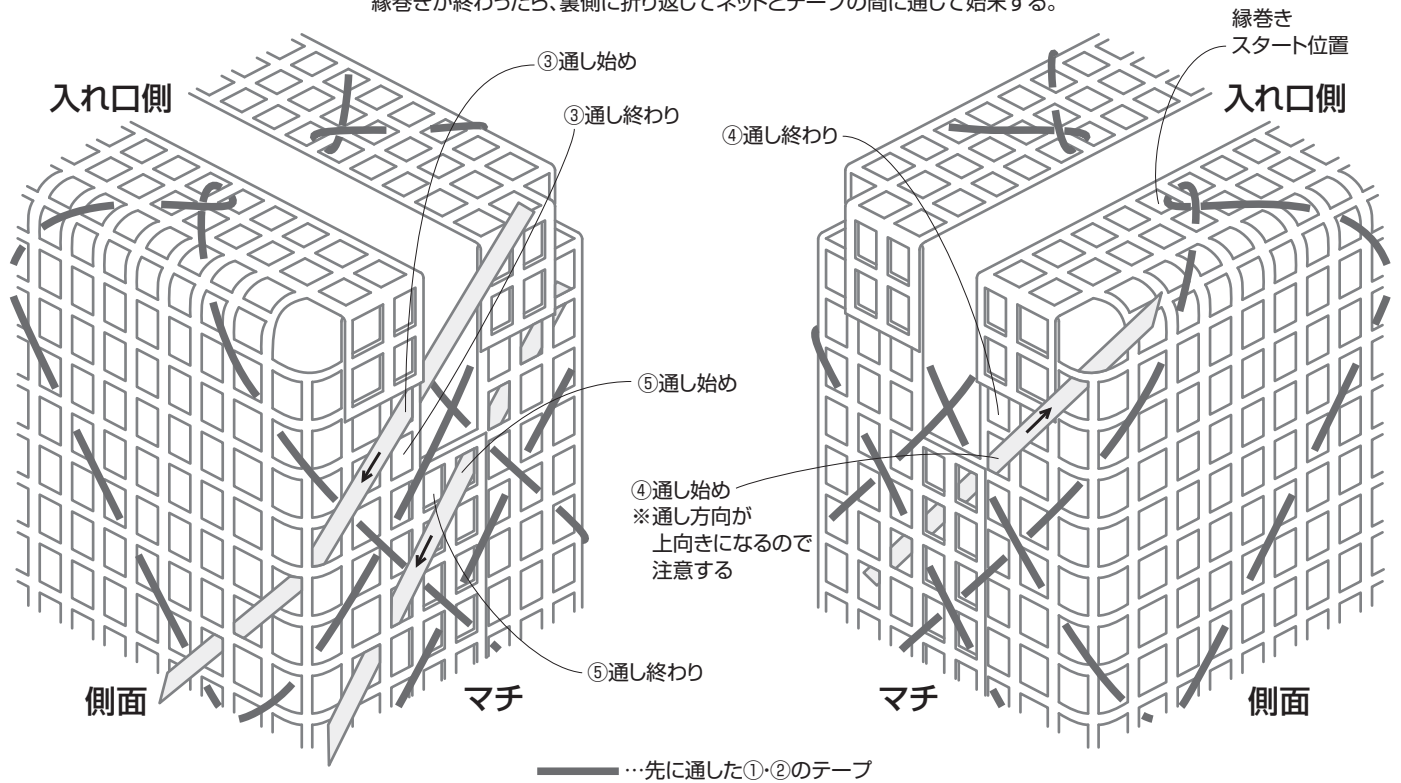 縁巻きが終わったら、裏側に折り返してネットとテープの間に通して始末する。
縁巻き
スタート位置
③通し始め
入れ口側
入れ口側
③通し終わり
④通し終わり
⑤通し始め
④通し始め
※通し方向が
上向きになるので
注意する
⑤通し終わり
側面
マチ
マチ
側面
…先に通した①・②のテープ